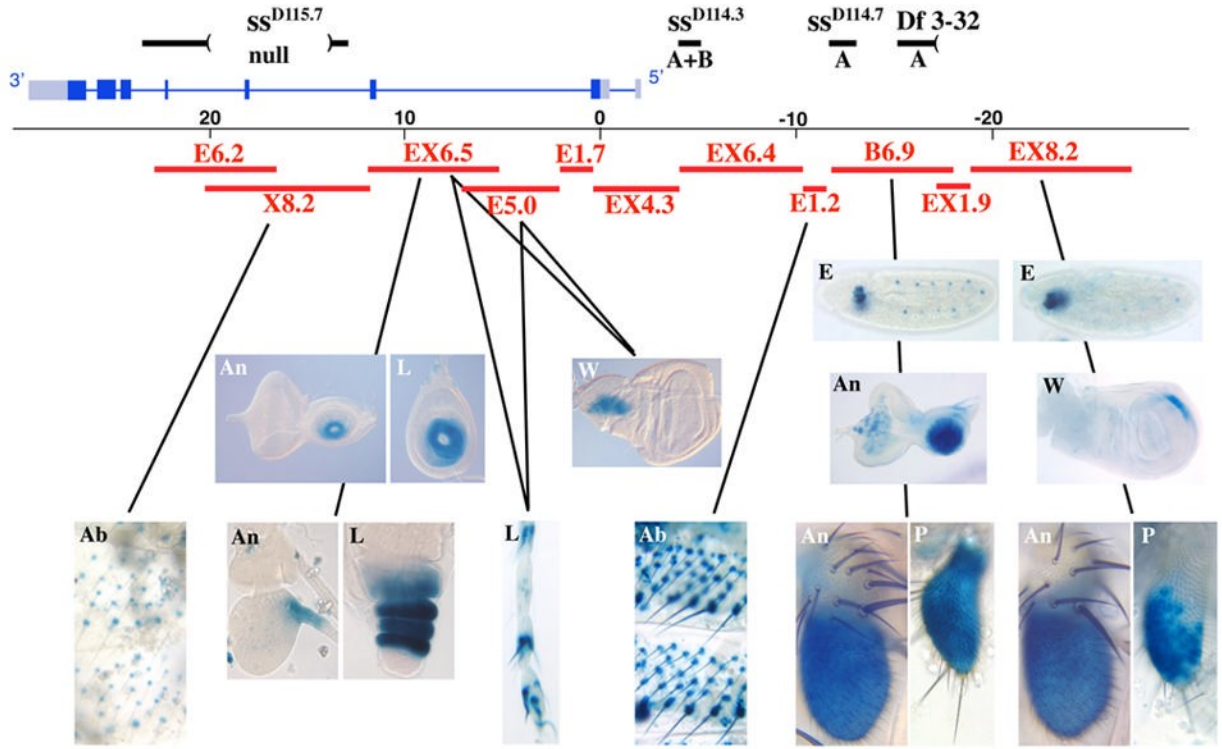 ss^D115.7
null
ss^D114.3
A+B
ss^D114.7
A
Df 3-32
A
3’
5’
20 10 0 -10 -20
E6.2 EX6.5 E1.7 EX6.4 B6.9 EX8.2
X8.2 E5.0 EX4.3 E1.2 EX1.9
E E
An L W An W
Ab An L L Ab An P An P